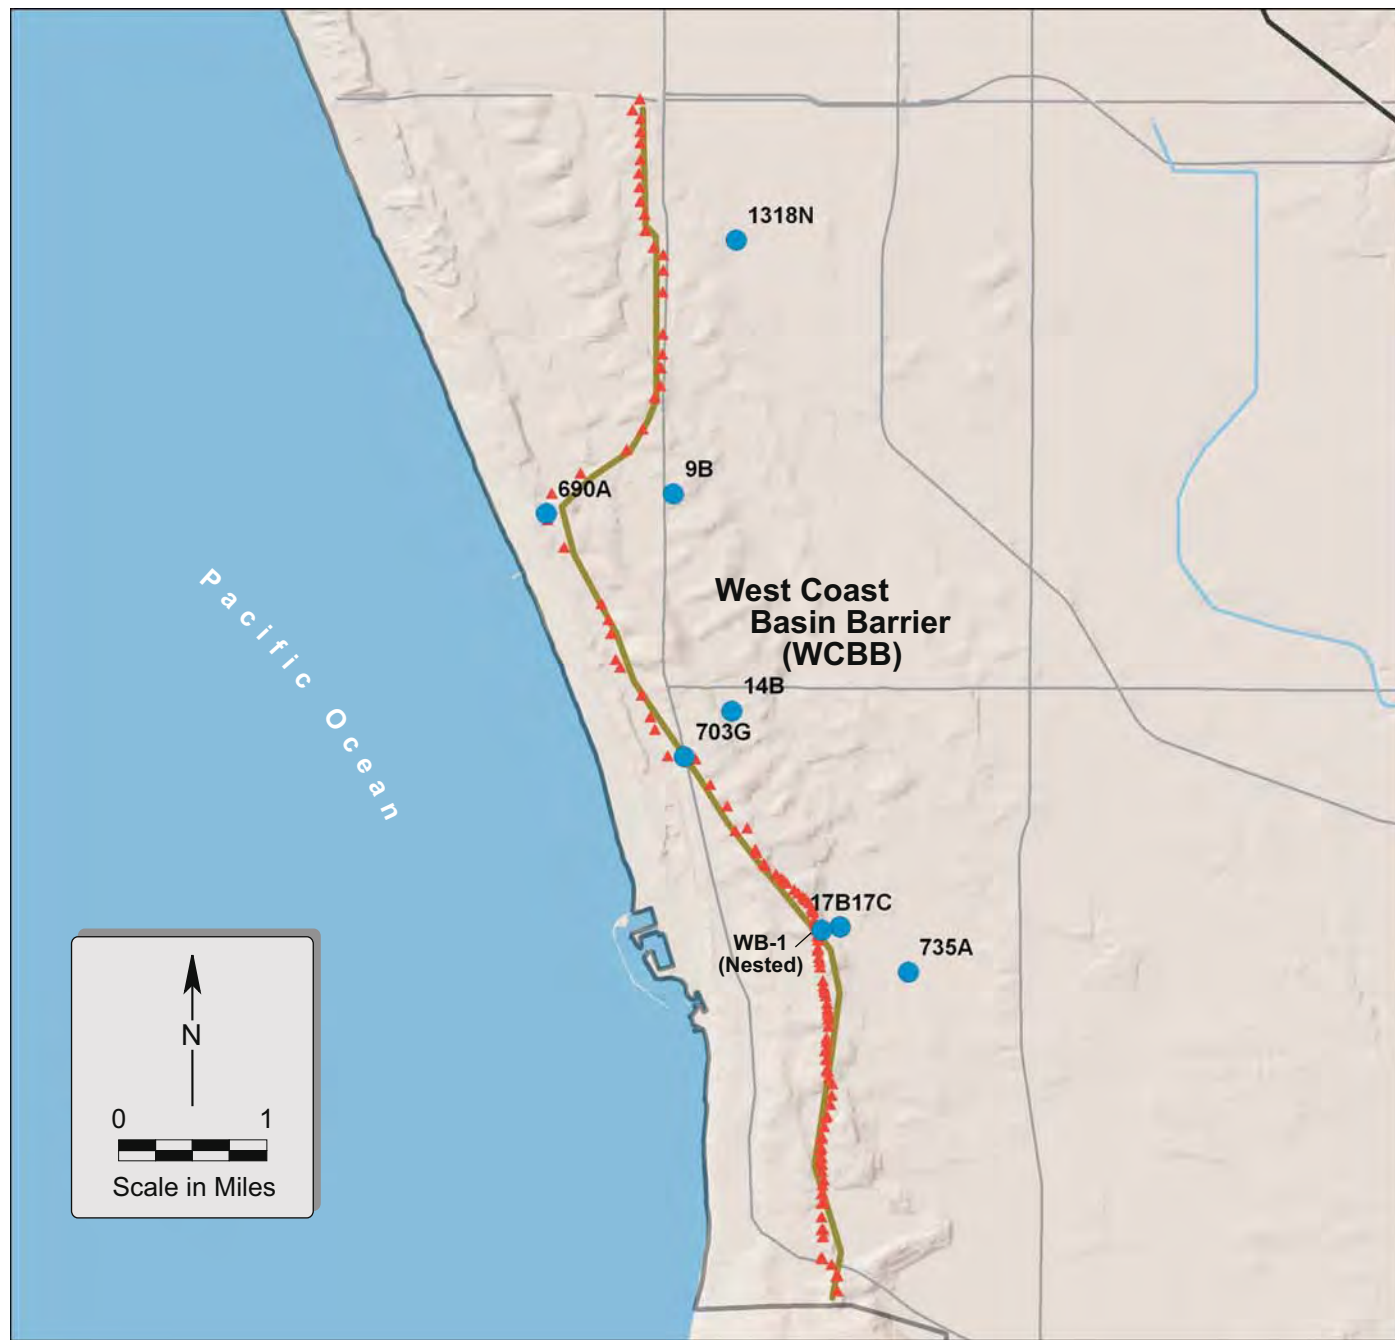 1318N
9B
690A
West Coast
Basin Barrier
(WCBB)
14B
703G
Pacific Ocean
17B17C
WB-1
(Nested)
735A
N
0 1
Scale in Miles